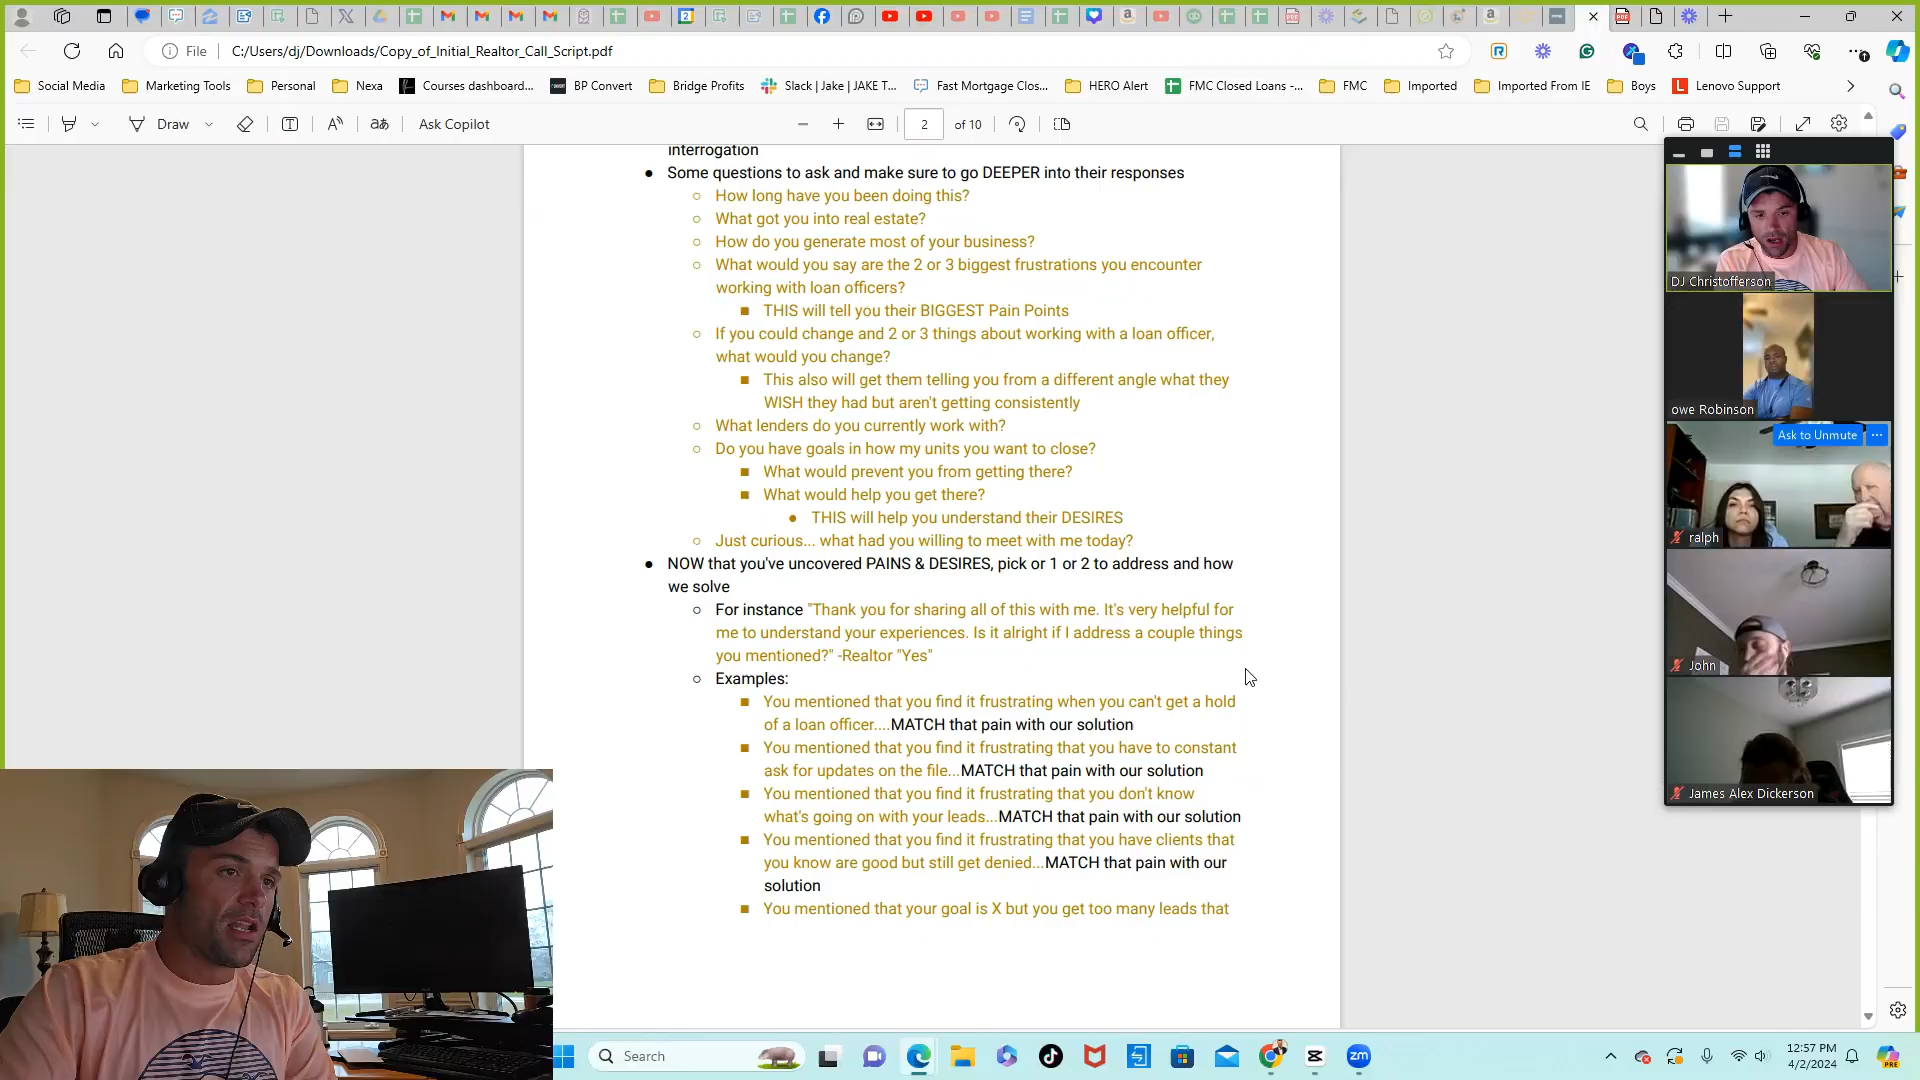 File
C:/Users/dj/Downloads/Copy_of_Initial_Realtor_Call_Script.pdf
Social Media
Marketing Tools
Personal
Nexa
Courses dashboard...
BP Convert
Bridge Profits
Slack | Jake | JAKE T...
Fast Mortgage Clos...
HERO Alert
FMC Closed Loans -...
FMC
Imported
Imported From IE
Boys
Lenovo Support
Draw
Ask Copilot
2
of 10
interrogation
● Some questions to ask and make sure to go DEEPER into their responses
○ How long have you been doing this?
○ What got you into real estate?
○ How do you generate most of your business?
○ What would you say are the 2 or 3 biggest frustrations you encounter
working with loan officers?
■ THIS will tell you their BIGGEST Pain Points
○ If you could change and 2 or 3 things about working with a loan officer,
what would you change?
■ This also will get them telling you from a different angle what they
WISH they had but aren't getting consistently
○ What lenders do you currently work with?
○ Do you have goals in how my units you want to close?
■ What would prevent you from getting there?
■ What would help you get there?
● THIS will help you understand their DESIRES
○ Just curious... what had you willing to meet with me today?
● NOW that you've uncovered PAINS & DESIRES, pick or 1 or 2 to address and how
we solve
○ For instance "Thank you for sharing all of this with me. It's very helpful for
me to understand your experiences. Is it alright if I address a couple things
you mentioned?" -Realtor "Yes"
○ Examples:
■ You mentioned that you find it frustrating when you can't get a hold
of a loan officer....MATCH that pain with our solution
■ You mentioned that you find it frustrating that you have to constant
ask for updates on the file...MATCH that pain with our solution
■ You mentioned that you find it frustrating that you don't know
what's going on with your leads...MATCH that pain with our solution
■ You mentioned that you find it frustrating that you have clients that
you know are good but still get denied...MATCH that pain with our
solution
■ You mentioned that your goal is X but you get too many leads that
DJ Christofferson
owe Robinson
Ask to Unmute
ralph
John
James Alex Dickerson
Search
zm
PRE
12:57 PM
4/2/2024